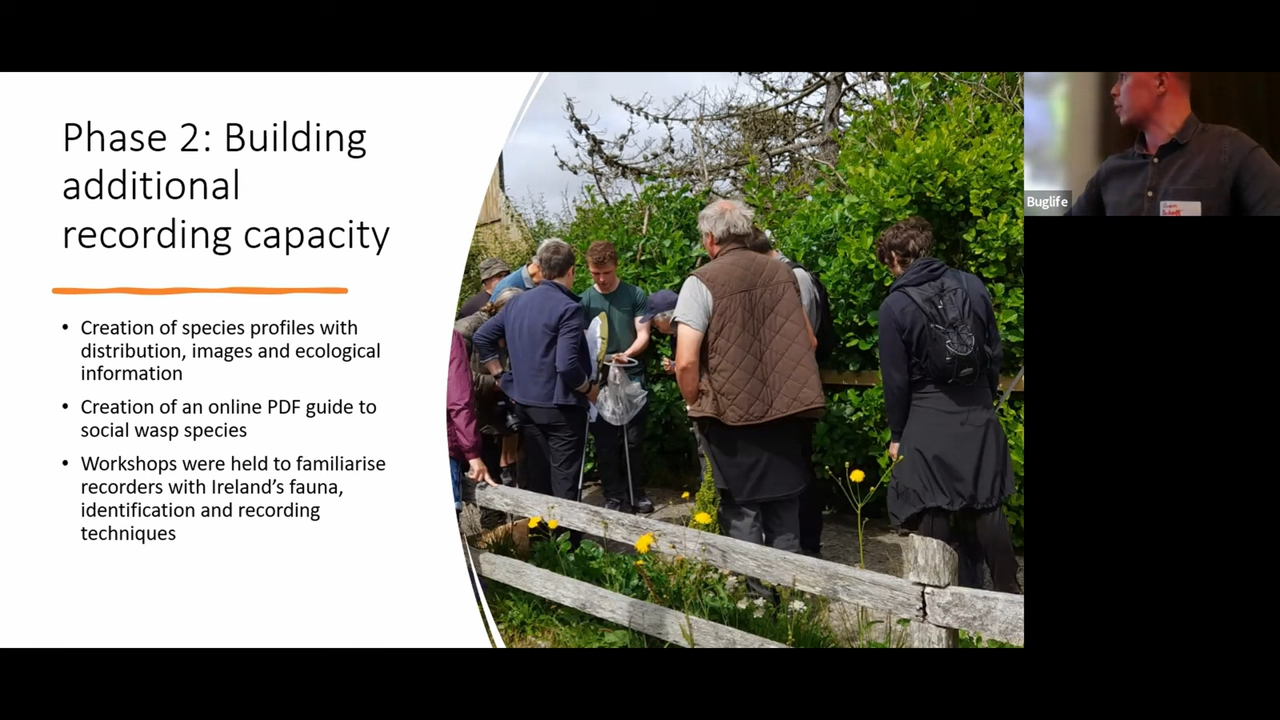 Phase 2: Building
additional
recording capacity
• Creation of species profiles with
distribution, images and ecological
information
• Creation of an online PDF guide to
social wasp species
• Workshops were held to familiarise
recorders with Ireland's fauna,
identification and recording
techniques
Buglife